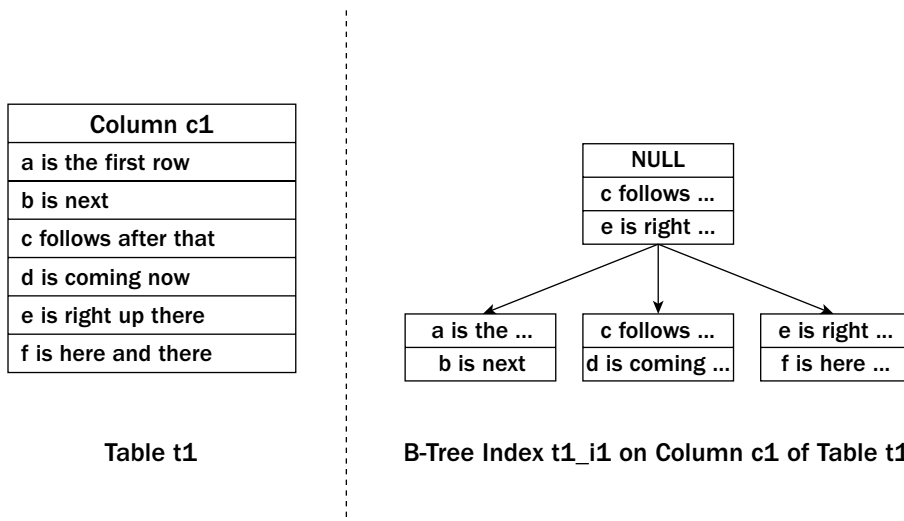 Column c1
a is the first row
b is next
c follows after that
d is coming now
e is right up there
f is here and there
Table t1
NULL
c follows ...
e is right ...
a is the ...
b is next
c follows ...
d is coming ...
e is right ...
f is here ...
B-Tree Index t1_i1 on Column c1 of Table t1